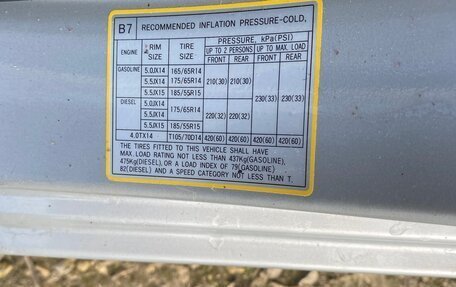 B7 RECOMMENDED INFLATION PRESSURE-COLD.
PRESSURE, kPa(PSI)
ENGINE RIM SIZE TIRE SIZE UP TO 2 PERSONS UP TO MAX. LOAD
FRONT REAR FRONT REAR
GASOLINE 5.0JX14 165/65R14
5.5JX14 175/65R14 210(30) 210(30)
5.5JX15 185/55R15 230(33) 230(33)
DIESEL 5.0JX14 175/65R14
5.5JX14 220(32) 220(32)
5.5JX15 185/55R15
4.0TX14 T105/70D14 420(60) 420(60) 420(60) 420(60)
THE TIRES FITTED TO THIS VEHICLE SHALL HAVE
MAX. LOAD RATING NOT LESS THAN 437Kg(GASOLINE),
475Kg(DIESEL), OR A LOAD INDEX OF 79(GASOLINE)
82(DIESEL) AND A SPEED CATEGORY NOT LESS THAN T.